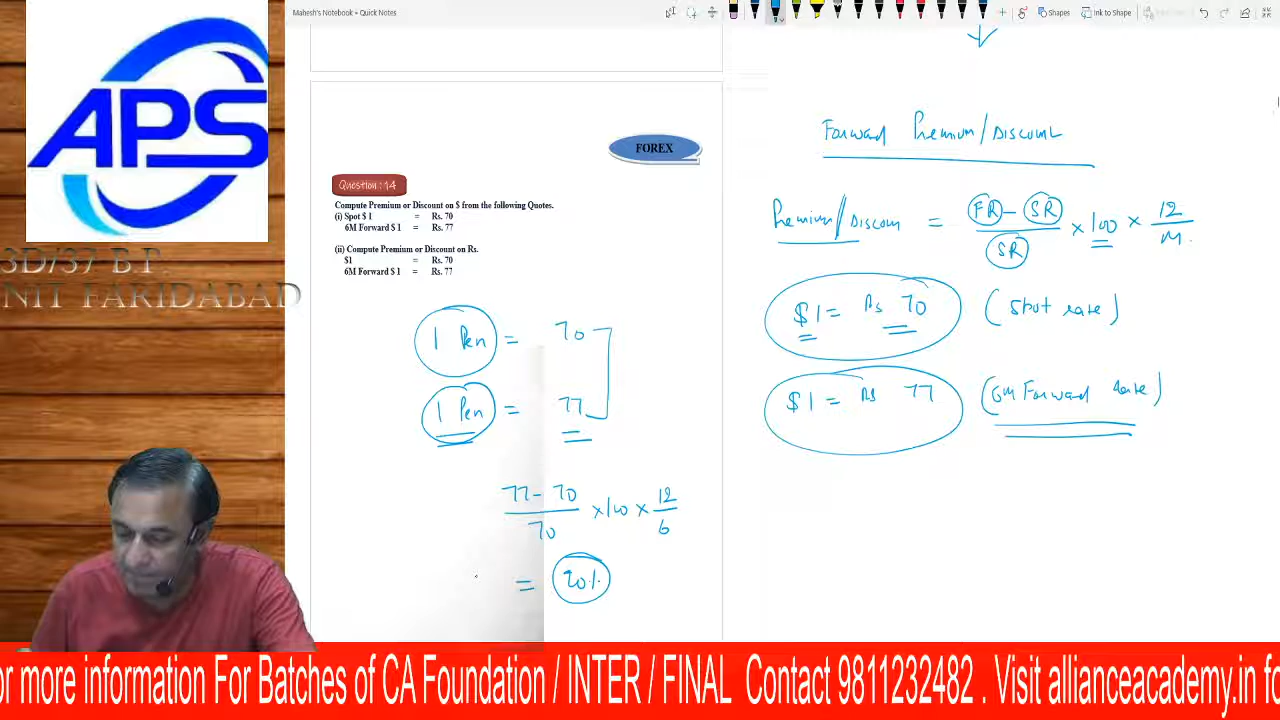 APS
3D/37 B.P.
NIT FARIDABAD
Mahesh's Notebook » Quick Notes
Shapes
Ink to Shape
FOREX
Question : 14
Compute Premium or Discount on $ from the following Quotes.
(i) Spot $ 1 = Rs. 70
6M Forward $ 1 = Rs. 77
(ii) Compute Premium or Discount on Rs.
$1 = Rs. 70
6M Forward $ 1 = Rs. 77
1 Pen = 70
1 Pen = 77
77 - 70
70
×100 × 12
6
= 20%
Forward Premium/Discount
Premium/Discoun = FR - SR
SR
× 100 × 12
M.
$1 = Rs 70 (Spot rate)
$1 = Rs 77 (6M Forward rate)
or more information For Batches of CA Foundation / INTER / FINAL Contact 9811232482 . Visit allianceacademy.in fo